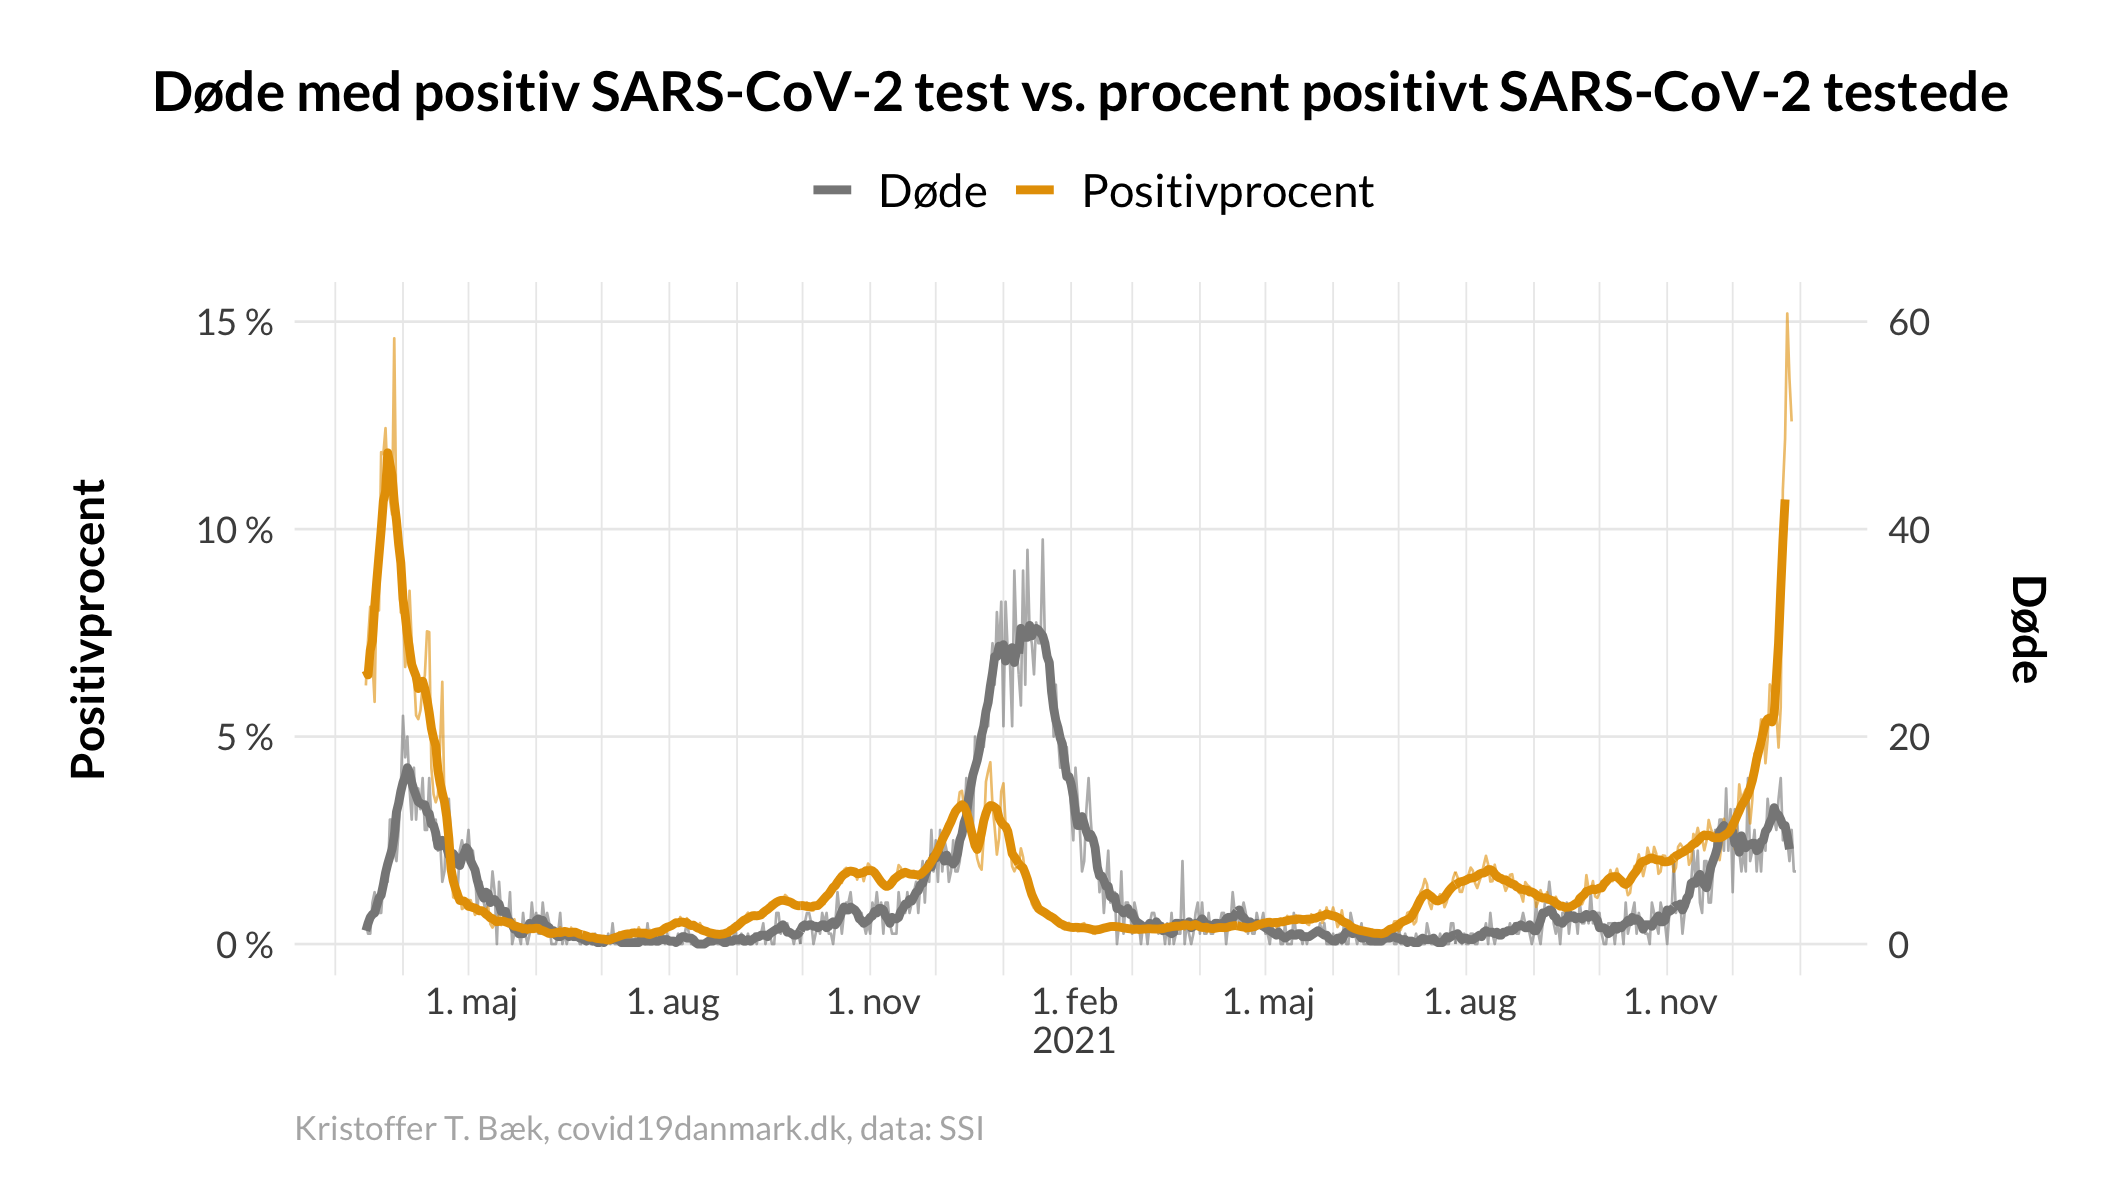 Døde med positiv SARS-CoV-2 test vs. procent positivt SARS-CoV-2 testede
Døde
Positivprocent
15 %
10 %
5 %
0 %
Positivprocent
60
40
20
0
Døde
1. maj
1. aug
1. nov
1. feb
2021
1. maj
1. aug
1. nov
Kristoffer T. Bæk, covid19danmark.dk, data: SSI